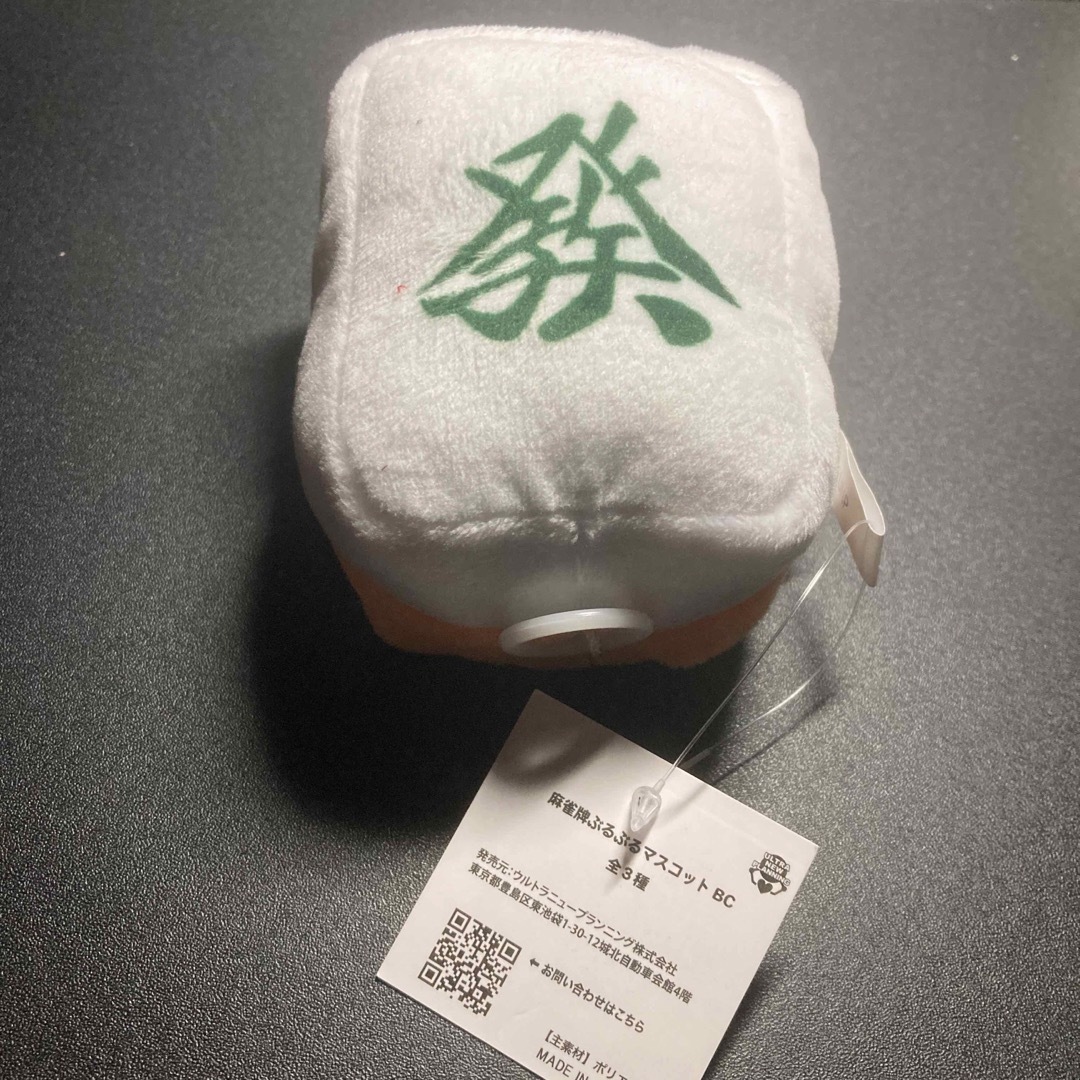 發
麻雀牌ぷるぷるマスコット BC
全3種
ULTRA
NEW
PLANNING
発売元:ウルトラニュープランニング株式会社
東京都豊島区東池袋1-30-12城北自動車会館4階
←お問い合わせはこちら
【主素材】ポリエ
MADE IN